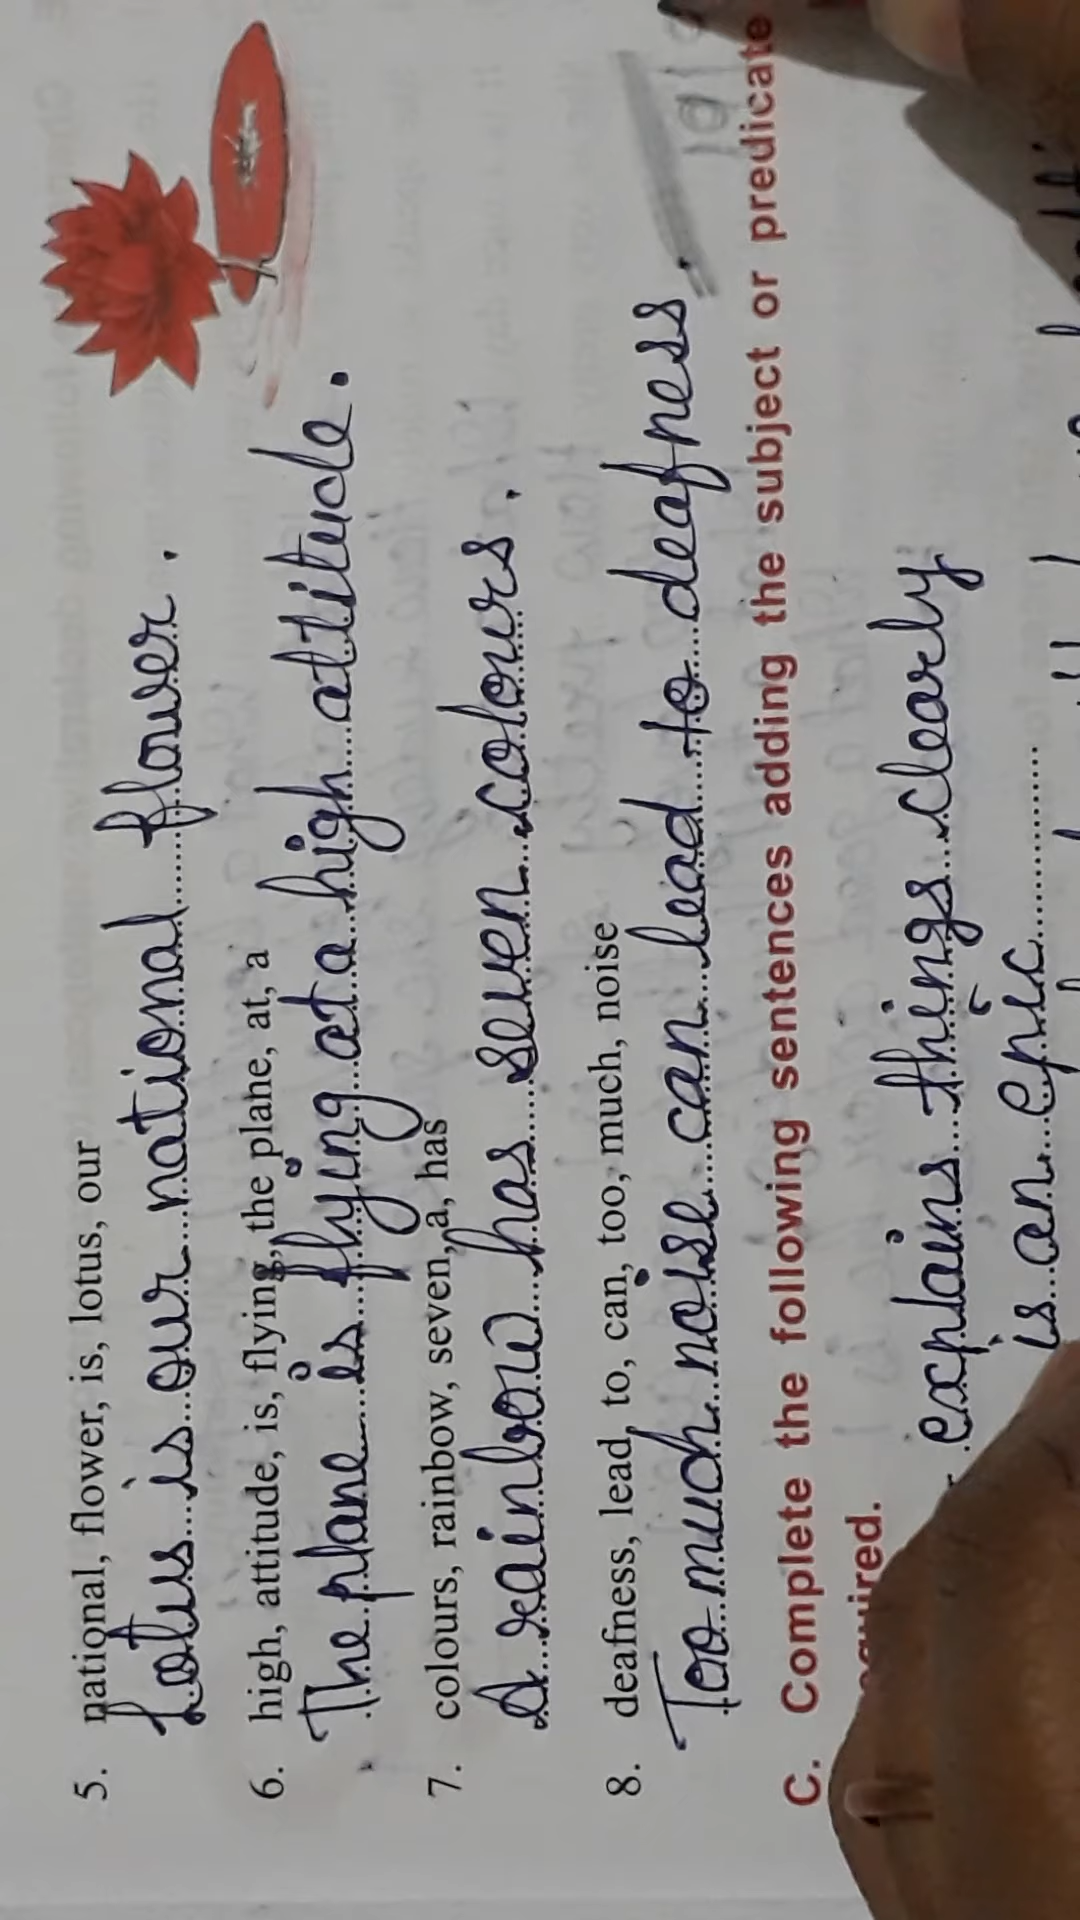 5. national, flower, is, lotus, our
Lotus is our national flower.
6. high, attitude, is, flying, the plane, at, a
The plane is flying at a high attitude.
7. colours, rainbow, seven, a, has
A rainbow has seven colours.
8. deafness, lead, to, can, too, much, noise
Too much noise can lead to deafness.
C. Complete the following sentences adding the subject or predicate
required.
explains things clearly
is an epic